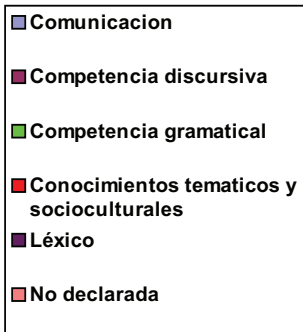 Comunicacion
Competencia discursiva
Competencia gramatical
Conocimientos tematicos y
socioculturales
Léxico
No declarada